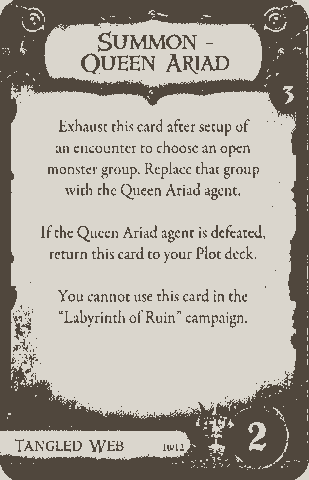 SUMMON -
QUEEN ARIAD
3
Exhaust this card after setup of
an encounter to choose an open
monster group. Replace that group
with the Queen Ariad agent.
If the Queen Ariad agent is defeated,
return this card to your Plot deck.
You cannot use this card in the
“Labyrinth of Ruin” campaign.
TANGLED WEB
10/12
2